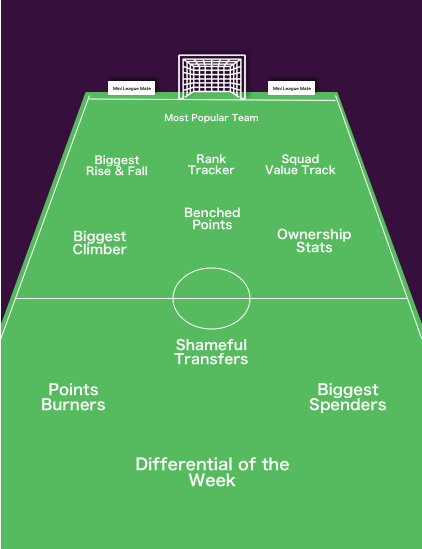 Mini League Mate
Mini League Mate
Most Popular Team
Biggest
Rise & Fall
Rank
Tracker
Squad
Value Track
Benched
Points
Biggest
Climber
Ownership
Stats
Shameful
Transfers
Points
Burners
Biggest
Spenders
Differential of the
Week